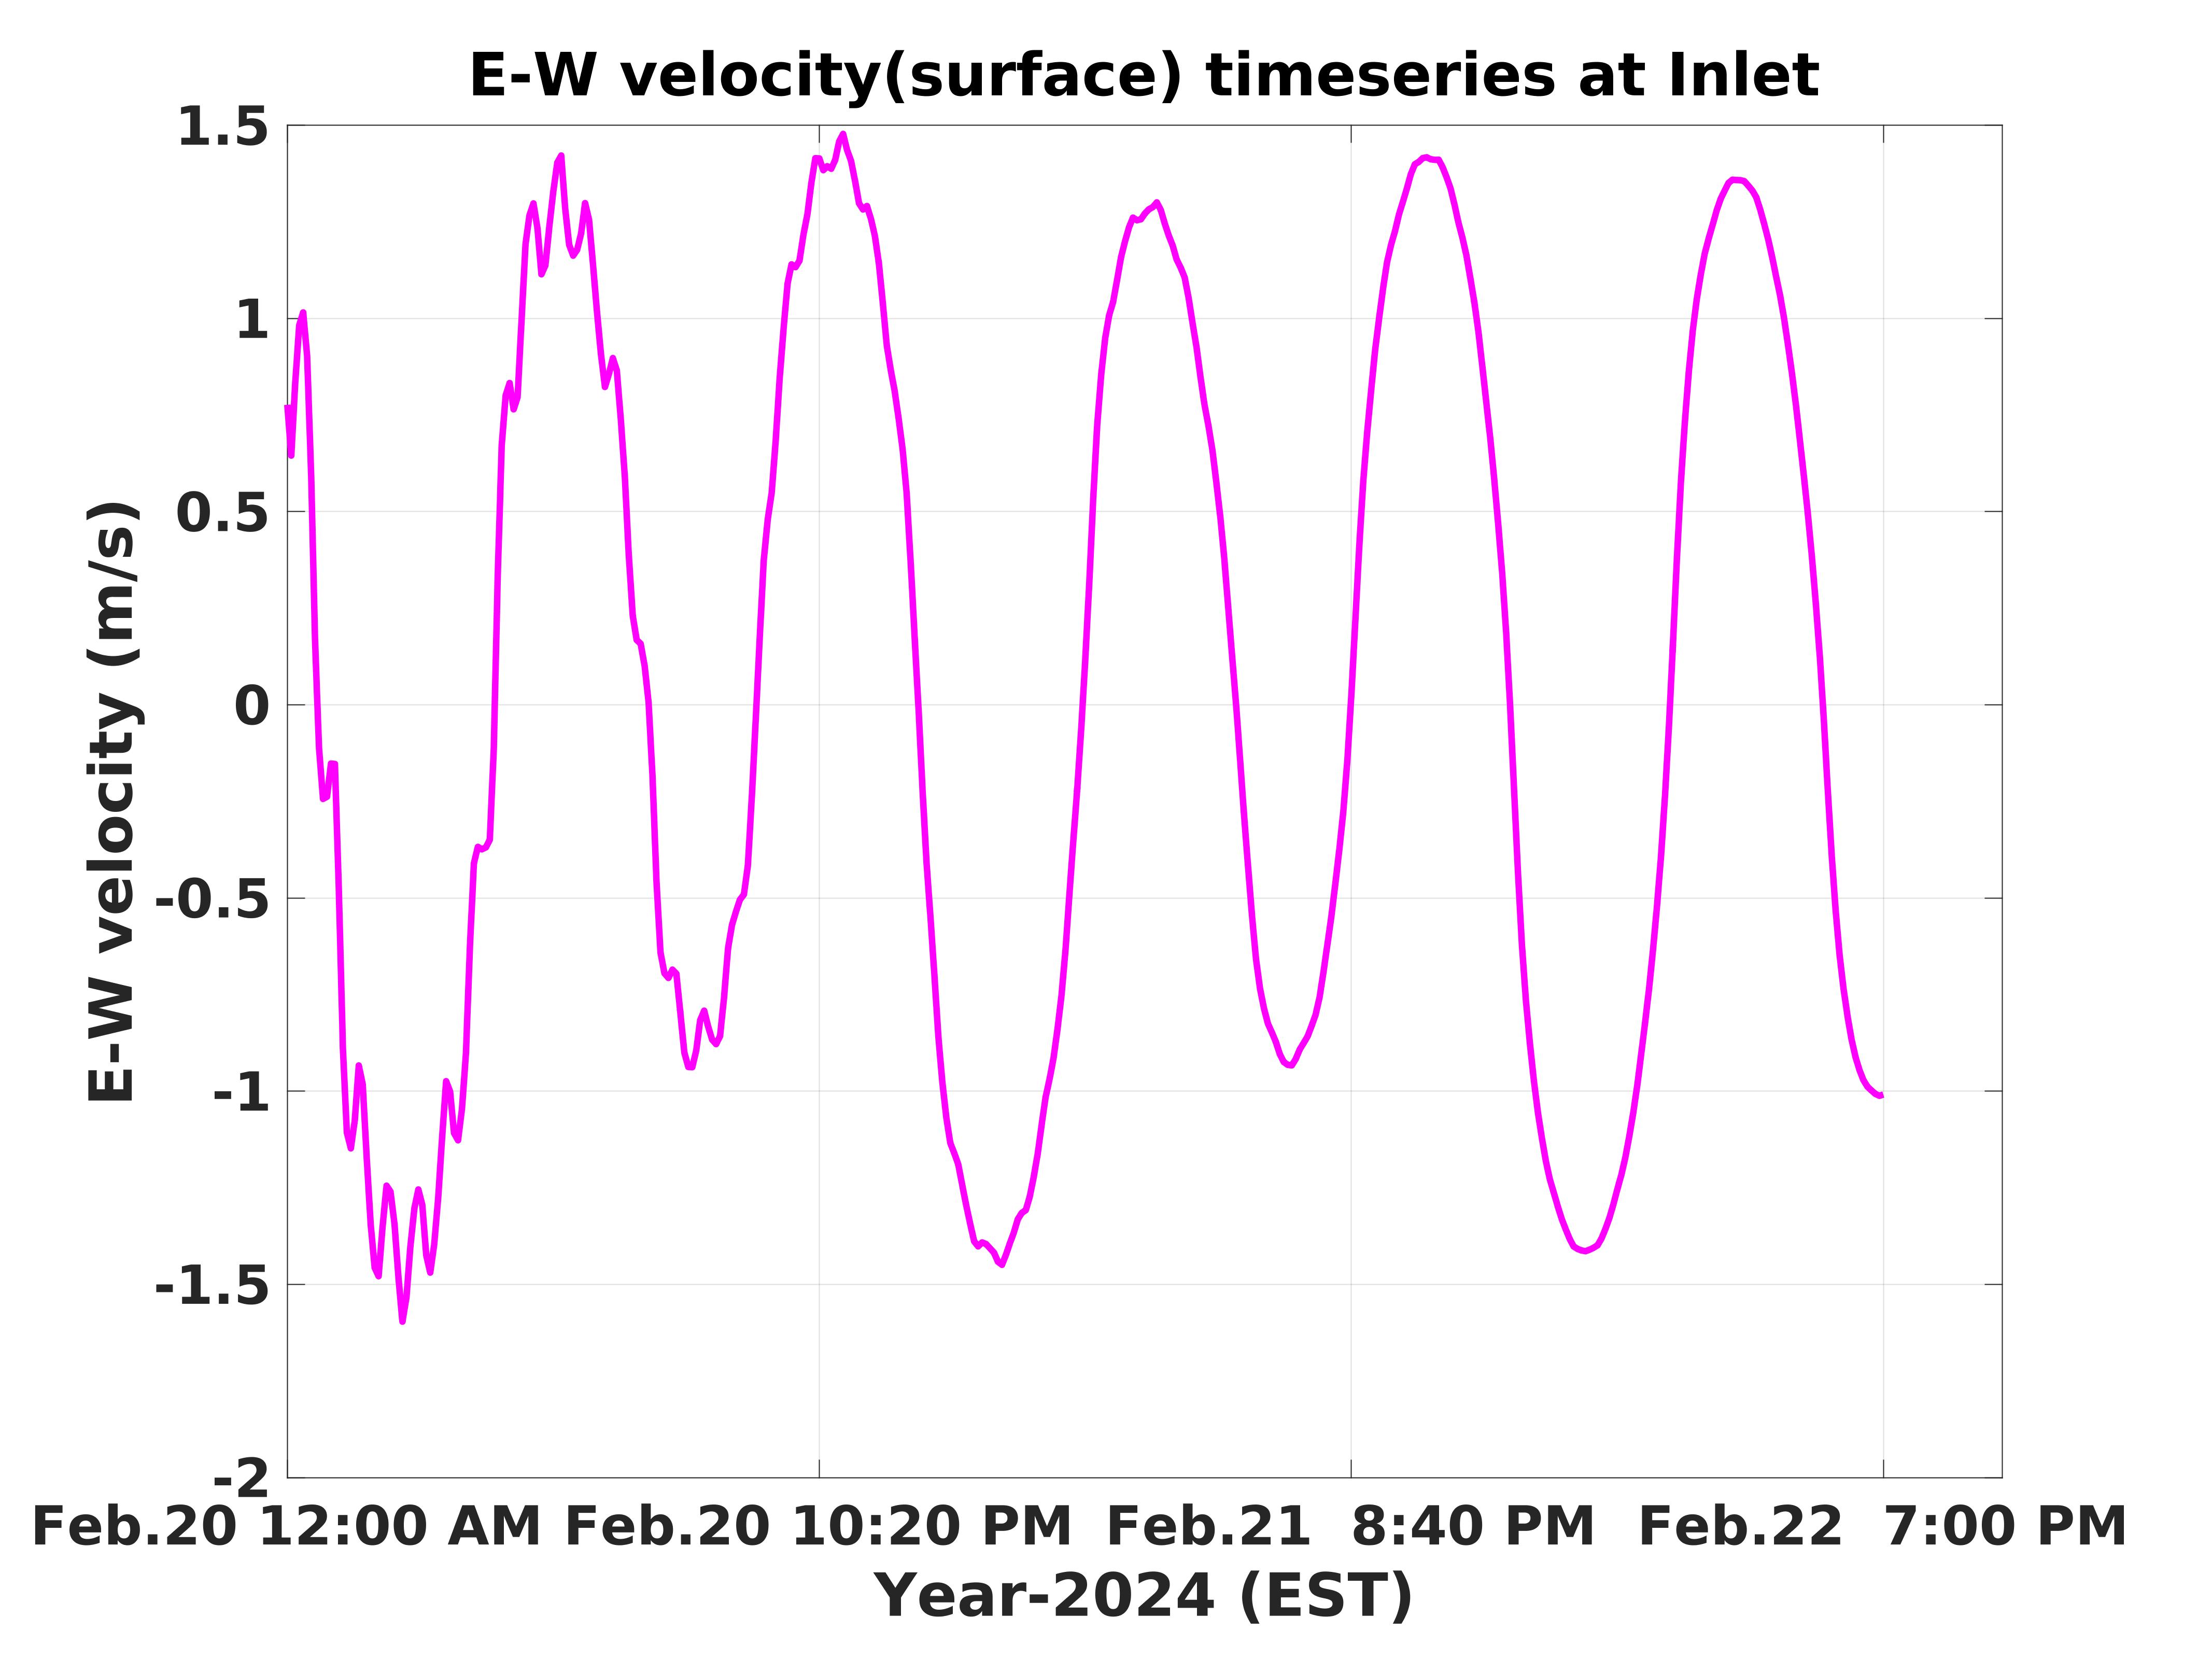 E-W velocity(surface) timeseries at Inlet
1.5
1
0.5
0
-0.5
-1
-1.5
-2
E-W velocity (m/s)
Feb.20 12:00 AM Feb.20 10:20 PM Feb.21 8:40 PM Feb.22 7:00 PM
Year-2024 (EST)